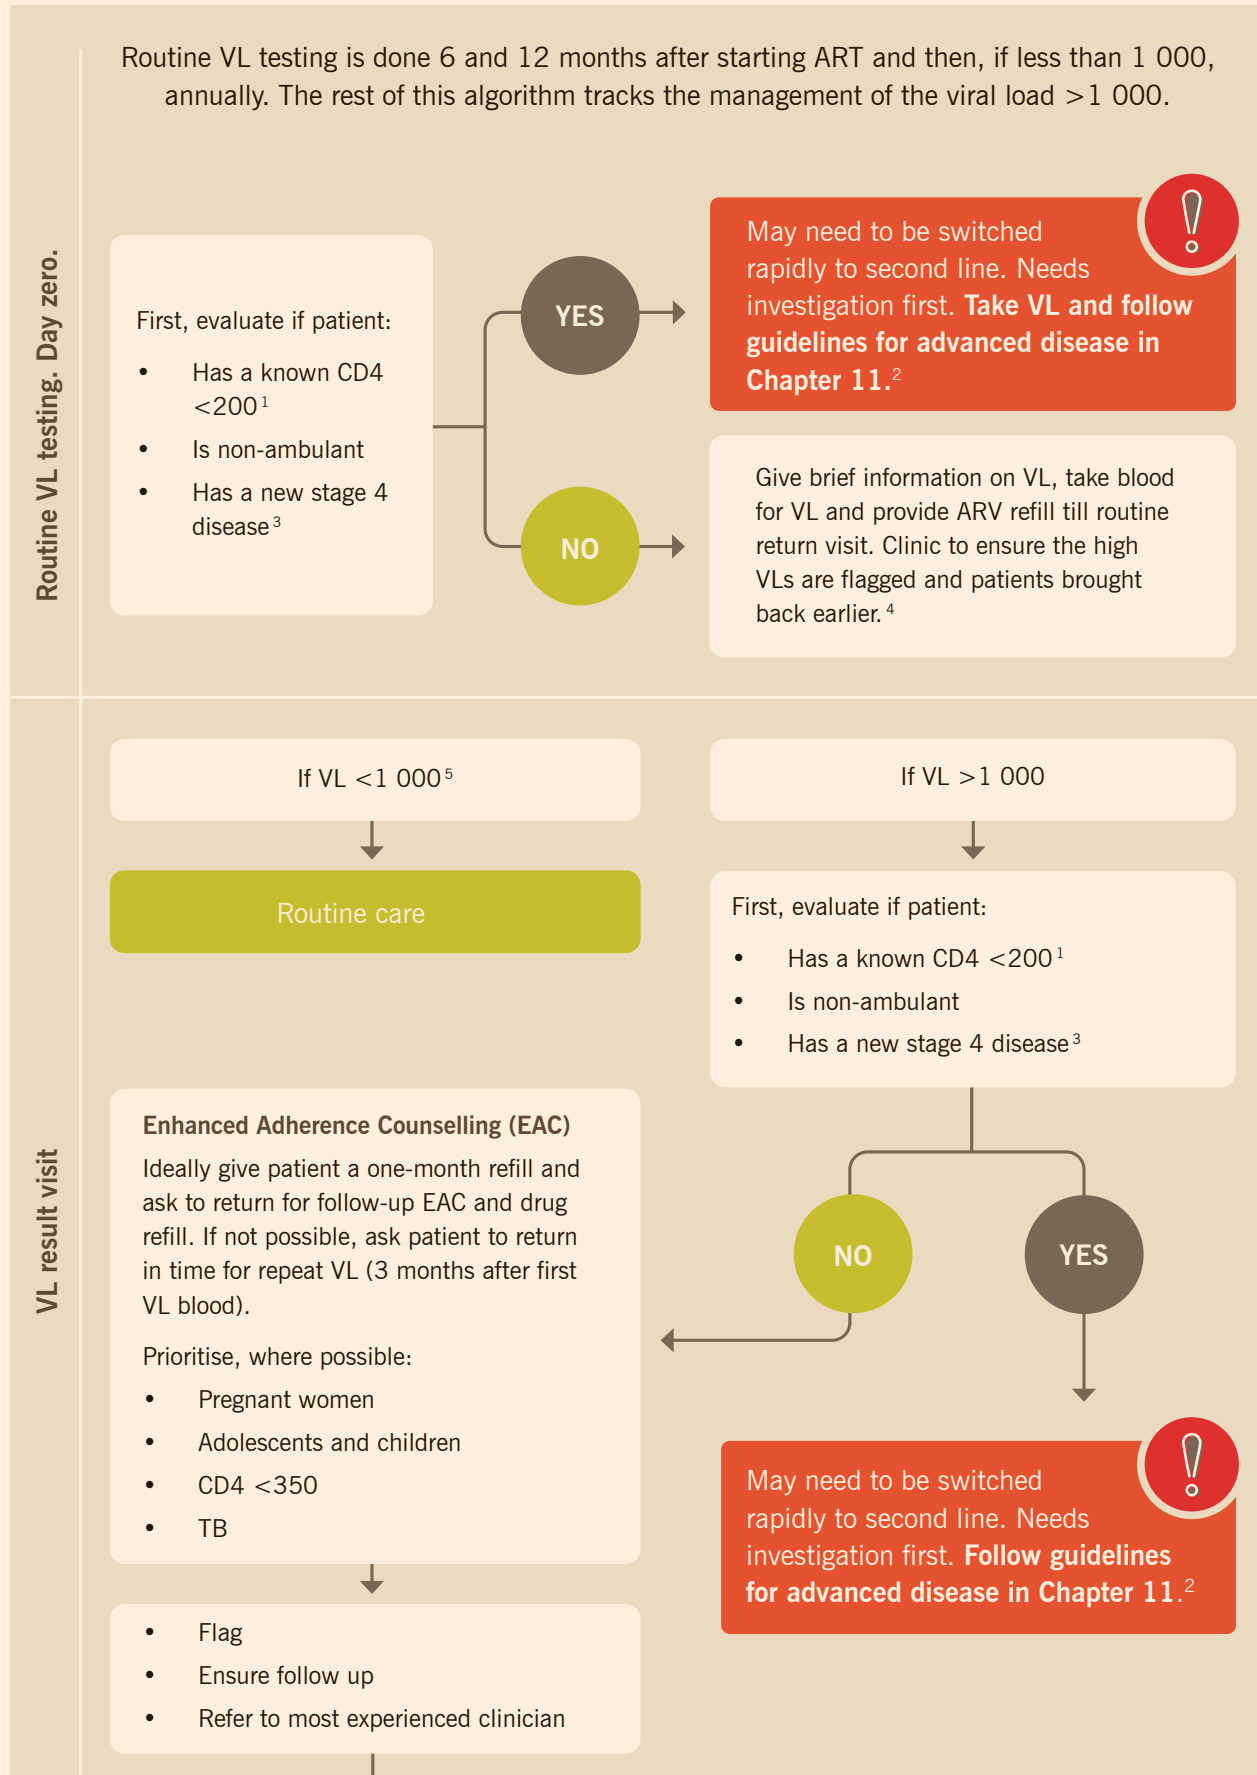 Routine VL testing is done 6 and 12 months after starting ART and then, if less than 1 000,
annually. The rest of this algorithm tracks the management of the viral load >1 000.
Routine VL testing. Day zero.
First, evaluate if patient:
• Has a known CD4
<200 1
• Is non-ambulant
• Has a new stage 4
disease 3
YES
May need to be switched
rapidly to second line. Needs
investigation first. Take VL and follow
guidelines for advanced disease in
Chapter 11.2
NO
Give brief information on VL, take blood
for VL and provide ARV refill till routine
return visit. Clinic to ensure the high
VLs are flagged and patients brought
back earlier. 4
VL result visit
If VL <1 000 5
Routine care
If VL >1 000
First, evaluate if patient:
• Has a known CD4 <200 1
• Is non-ambulant
• Has a new stage 4 disease 3
NO
YES
Enhanced Adherence Counselling (EAC)
Ideally give patient a one-month refill and
ask to return for follow-up EAC and drug
refill. If not possible, ask patient to return
in time for repeat VL (3 months after first
VL blood).
Prioritise, where possible:
• Pregnant women
• Adolescents and children
• CD4 <350
• TB
May need to be switched
rapidly to second line. Needs
investigation first. Follow guidelines
for advanced disease in Chapter 11.2
• Flag
• Ensure follow up
• Refer to most experienced clinician